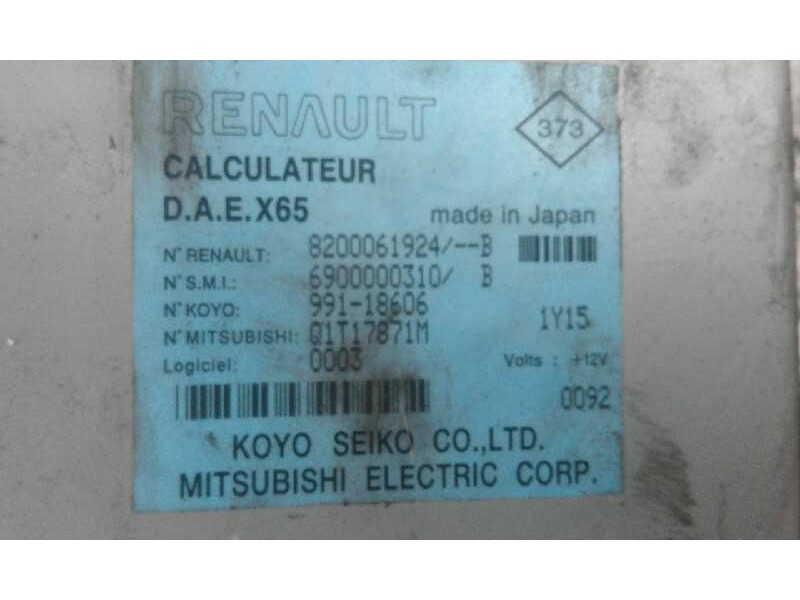 RENAULT
373
CALCULATEUR
D.A.E.X65 made in Japan
N° RENAULT: 8200061924/--B
N° S.M.I.: 6900000310/ B
N° KOYO: 991-18606
N° MITSUBISHI: Q1T17871M 1Y15
Logiciel: 0003 Volts : +12V
0092
KOYO SEIKO CO.,LTD.
MITSUBISHI ELECTRIC CORP.